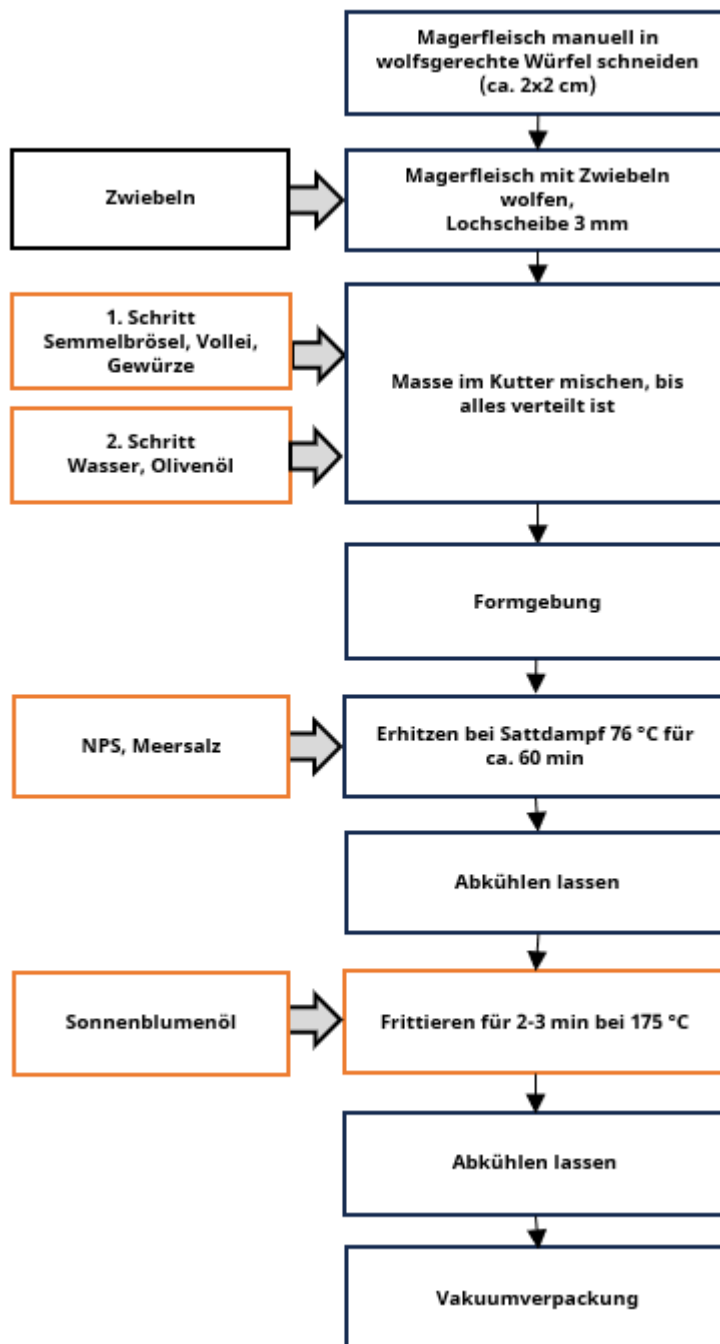 Magerfleisch manuell in
wolfsgerechte Würfel schneiden
(ca. 2x2 cm)
Zwiebeln
Magerfleisch mit Zwiebeln
wolfen,
Lochscheibe 3 mm
1. Schritt
Semmelbrösel, Vollei,
Gewürze
2. Schritt
Wasser, Olivenöl
Masse im Kutter mischen, bis
alles verteilt ist
Formgebung
NPS, Meersalz
Erhitzen bei Sattdampf 76 °C für
ca. 60 min
Abkühlen lassen
Sonnenblumenöl
Frittieren für 2-3 min bei 175 °C
Abkühlen lassen
Vakuumverpackung